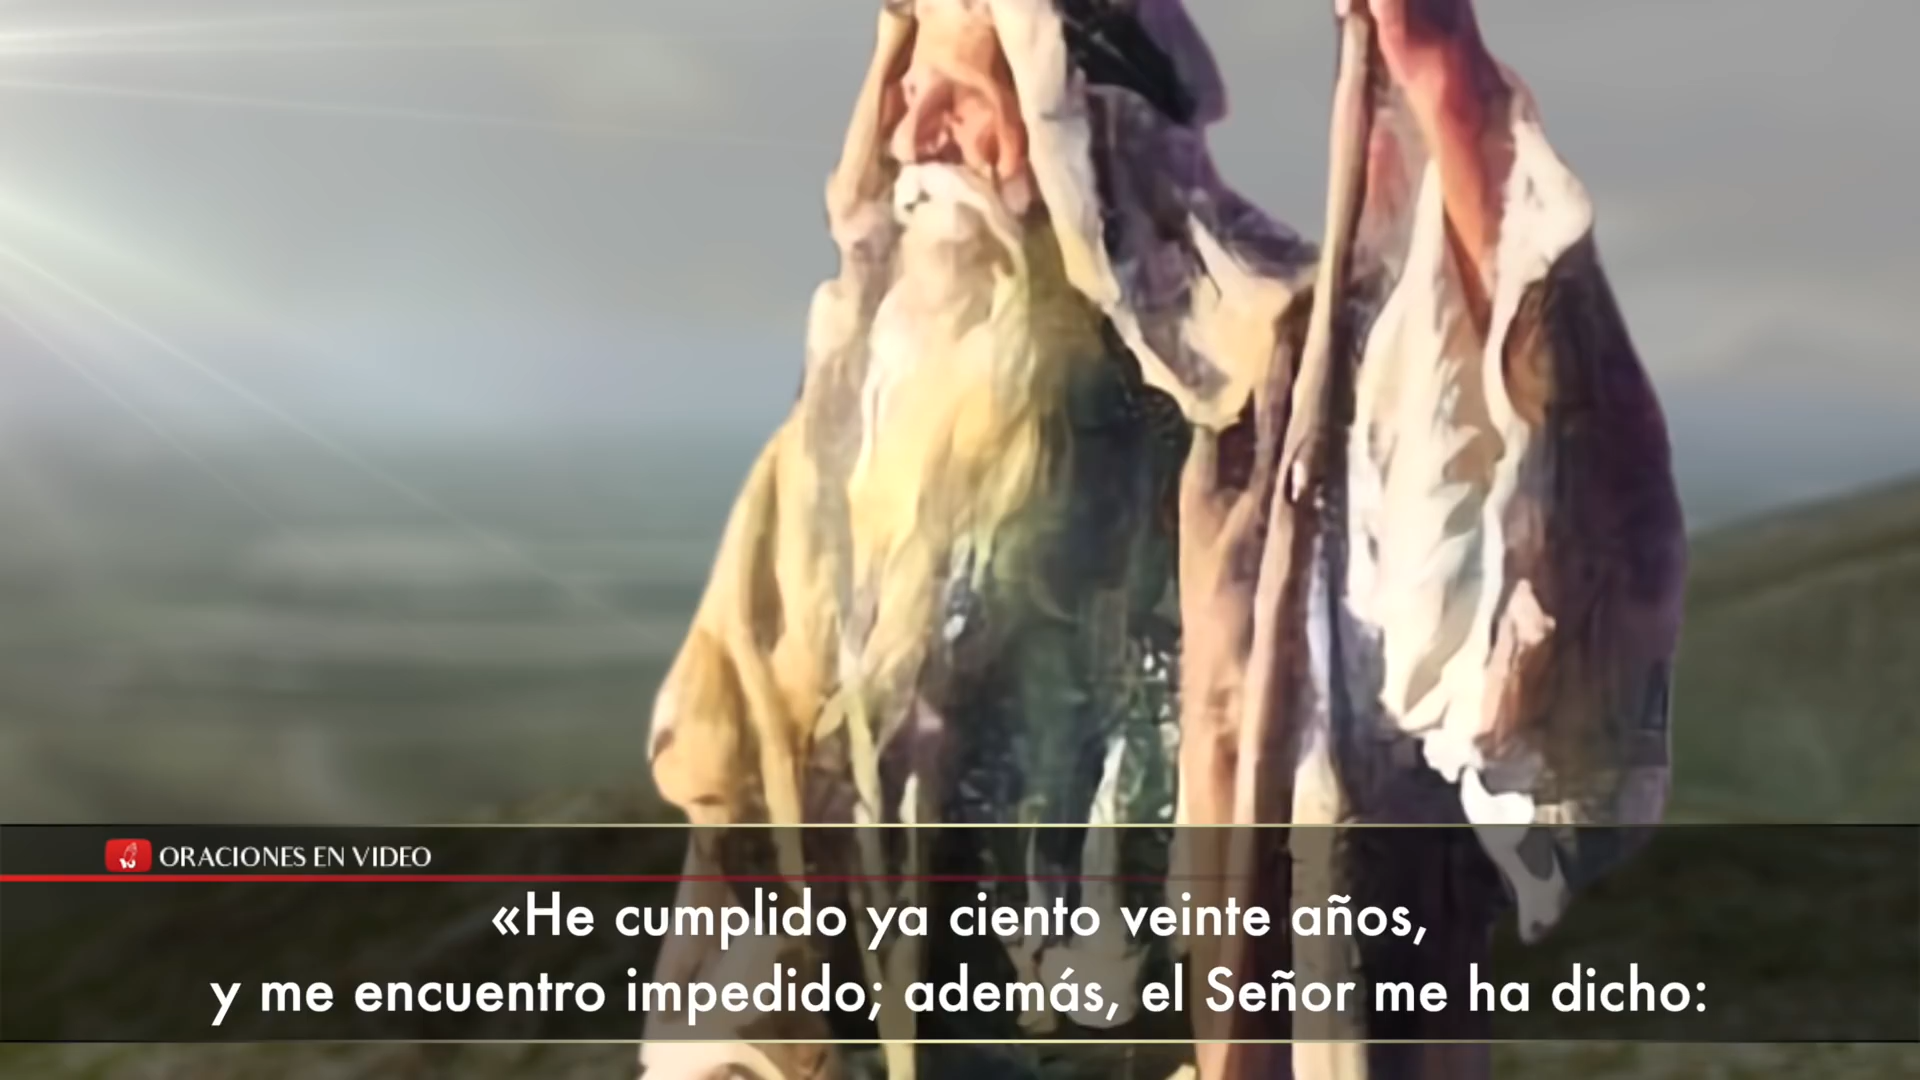 ORACIONES EN VIDEO
«He cumplido ya ciento veinte años,
y me encuentro impedido; además, el Señor me ha dicho: